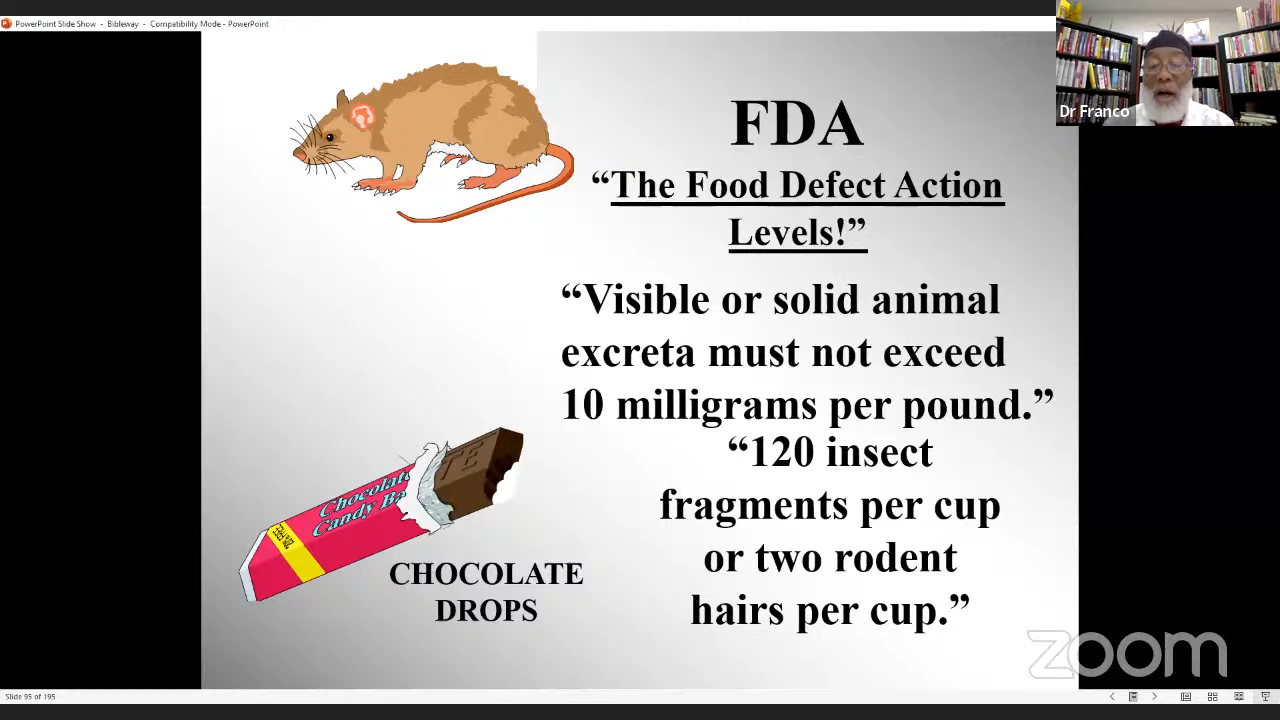 PowerPoint Slide Show - Bibleway - Compatibility Mode - PowerPoint
Dr Franco
FDA
“The Food Defect Action
Levels!”
“Visible or solid animal
excreta must not exceed
10 milligrams per pound.”
“120 insect
fragments per cup
or two rodent
hairs per cup.”
Chocolate
Candy Ba
CHOCOLATE
DROPS
zoom
Slide 95 of 195